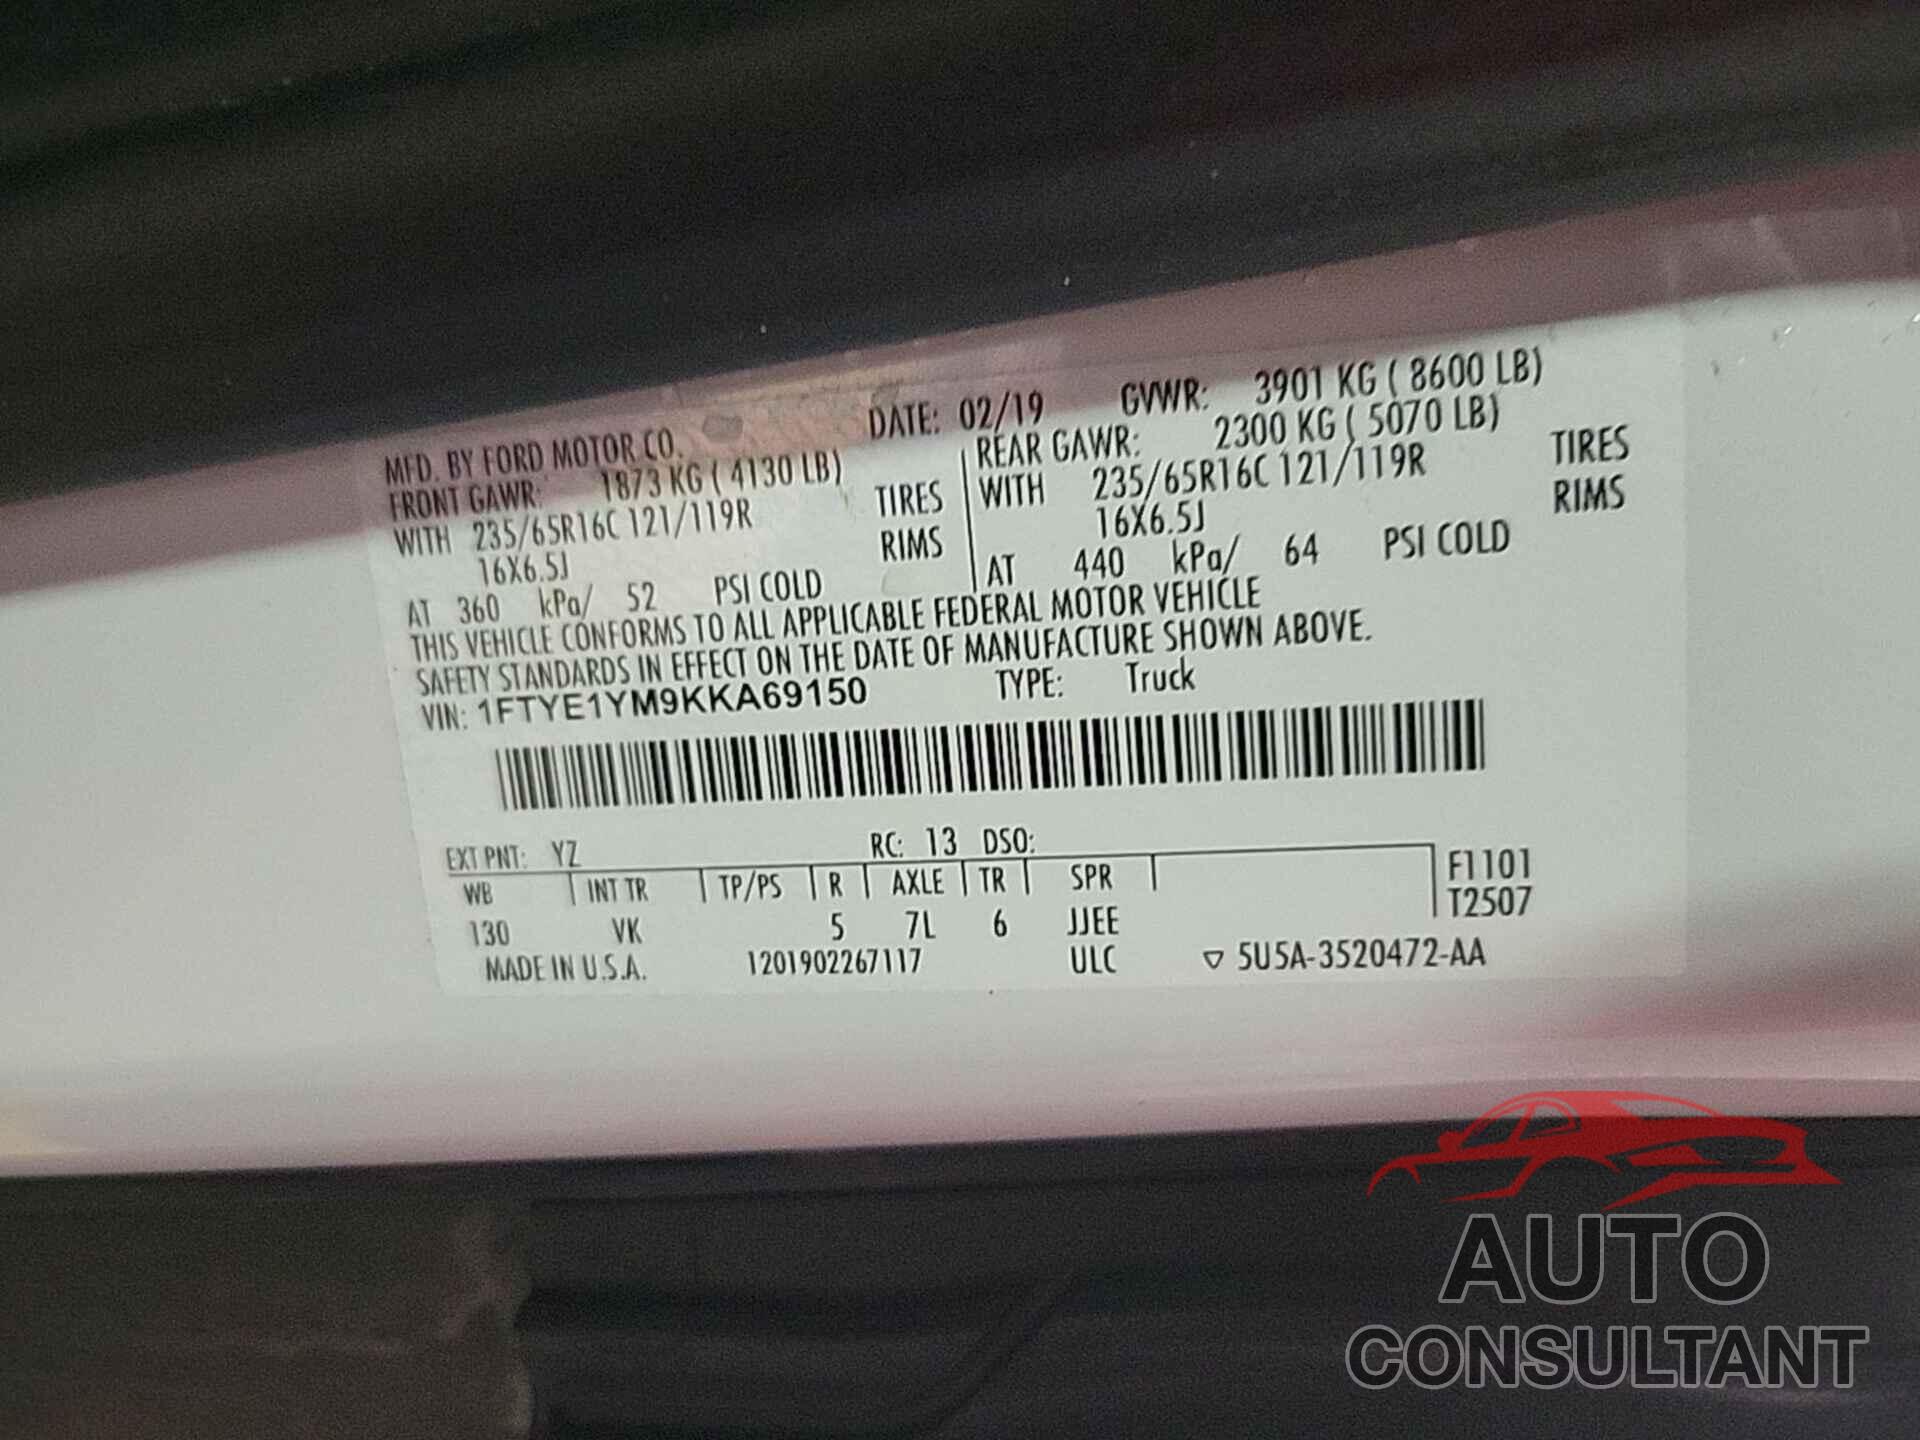 MFD. BY FORD MOTOR CO. DATE: 02/19 GVWR: 3901 KG ( 8600 LB)
FRONT GAWR: 1873 KG ( 4130 LB) REAR GAWR: 2300 KG ( 5070 LB)
WITH 235/65R16C 121/119R TIRES WITH 235/65R16C 121/119R TIRES
16X6.5J RIMS 16X6.5J RIMS
AT 360 kPa/ 52 PSI COLD AT 440 kPa/ 64 PSI COLD
THIS VEHICLE CONFORMS TO ALL APPLICABLE FEDERAL MOTOR VEHICLE
SAFETY STANDARDS IN EFFECT ON THE DATE OF MANUFACTURE SHOWN ABOVE.
VIN: 1FTYE1YM9KKA69150 TYPE: Truck
EXT PNT: YZ RC: 13 DSO:
WB INT TR TP/PS R AXLE TR SPR F1101
T2507
130 VK 5 7L 6 JJEE
MADE IN U.S.A. 1201902267117 ULC ▽ 5U5A-3520472-AA
AUTO
CONSULTANT